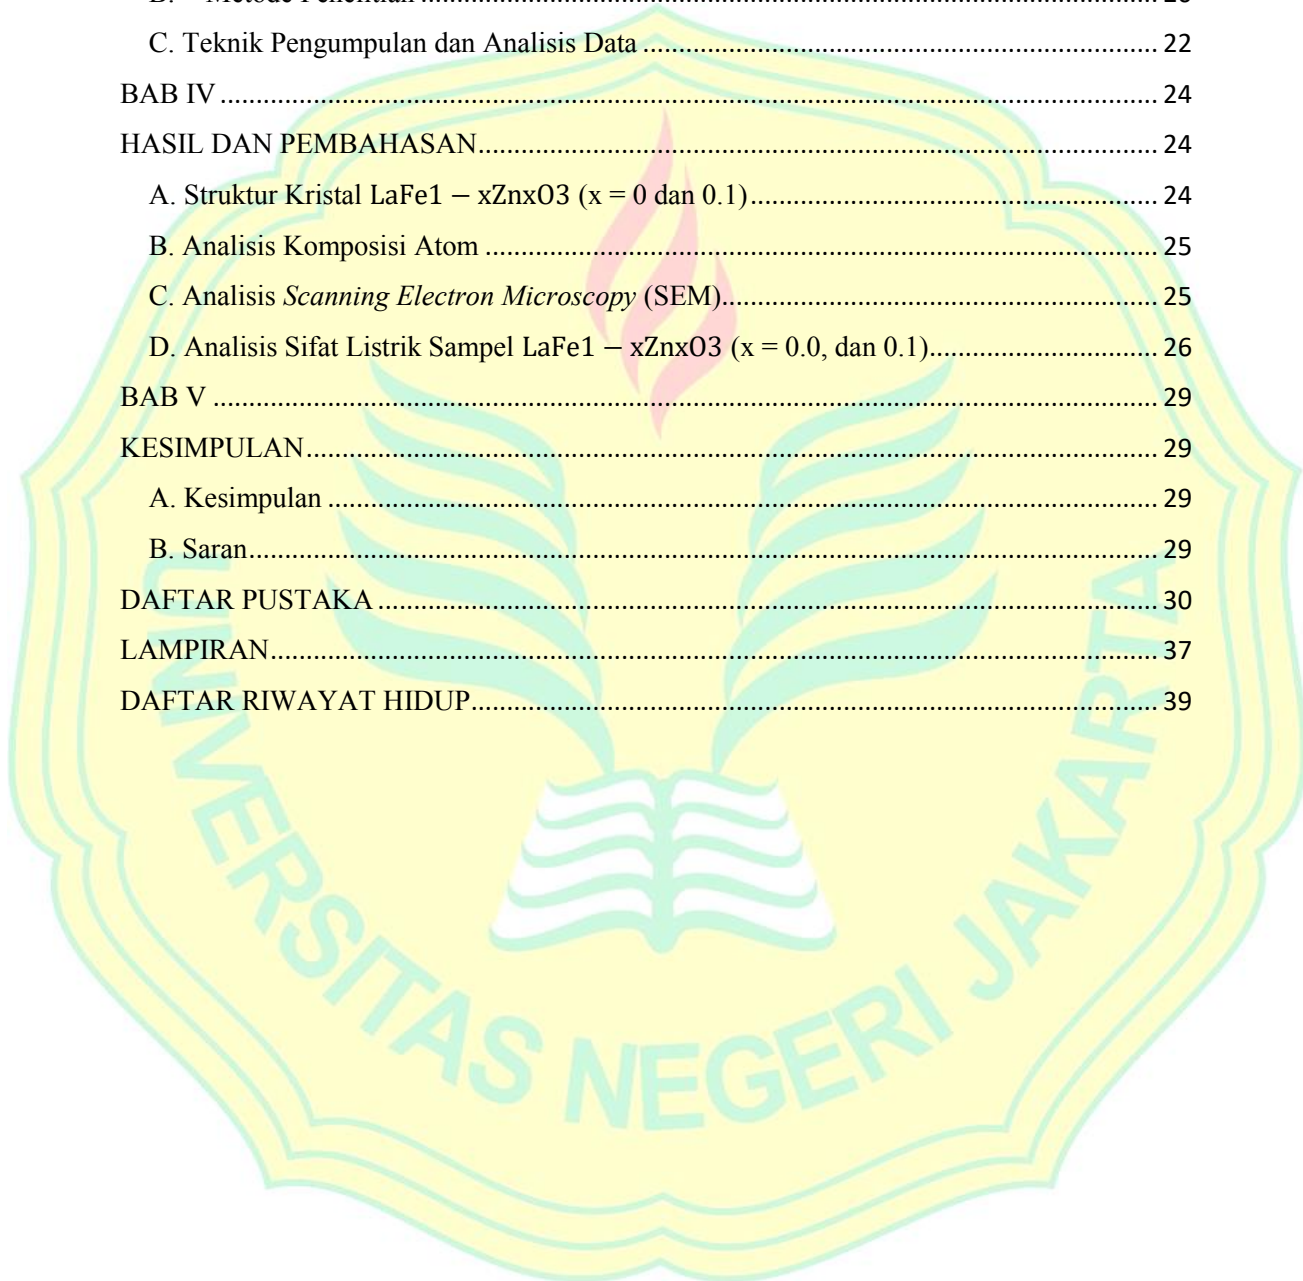 B. Metode Penelitian
C. Teknik Pengumpulan dan Analisis Data ........ 22
BAB IV ........ 24
HASIL DAN PEMBAHASAN ........ 24
A. Struktur Kristal LaFe1 − xZnxO3 (x = 0 dan 0.1) ........ 24
B. Analisis Komposisi Atom ........ 25
C. Analisis Scanning Electron Microscopy (SEM) ........ 25
D. Analisis Sifat Listrik Sampel LaFe1 − xZnxO3 (x = 0.0, dan 0.1) ........ 26
BAB V ........ 29
KESIMPULAN ........ 29
A. Kesimpulan ........ 29
B. Saran ........ 29
DAFTAR PUSTAKA ........ 30
LAMPIRAN ........ 37
DAFTAR RIWAYAT HIDUP ........ 39
UNIVERSITAS NEGERI JAKARTA